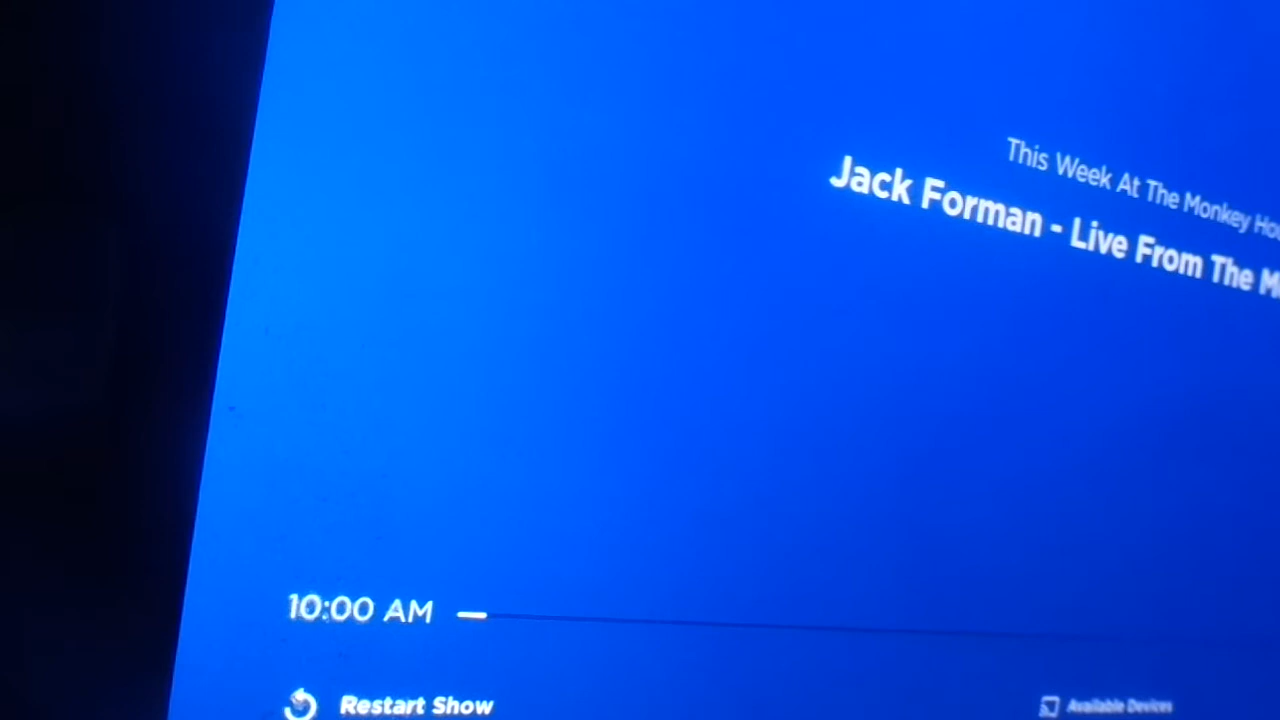 This Week At The Monkey
Jack Forman - Live From The
10:00 AM
Restart Show
Available Devices